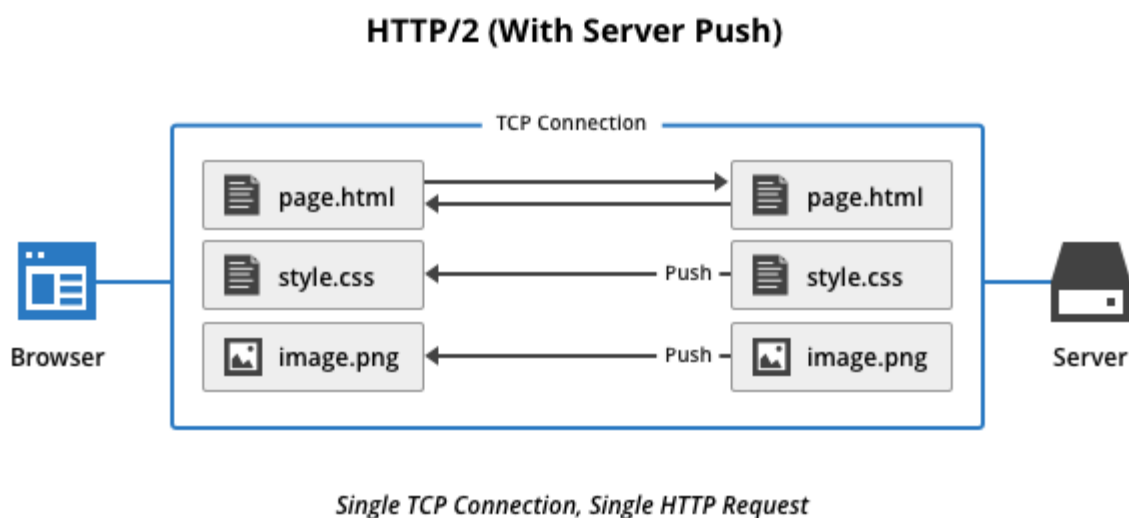 HTTP/2 (With Server Push)
TCP Connection
page.html
page.html
style.css
Push
style.css
image.png
Push
image.png
Browser
Server
Single TCP Connection, Single HTTP Request